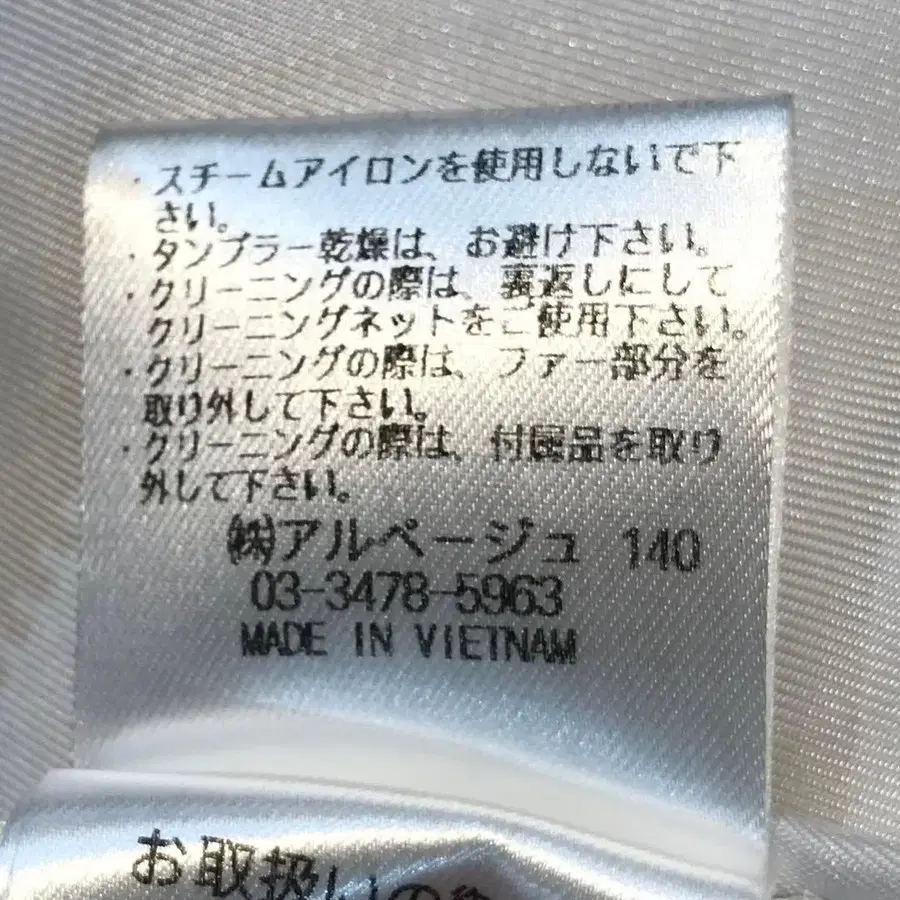 ・スチームアイロンを使用しないで下
さい。
・タンブラー乾燥は、お避け下さい。
・クリーニングの際は、裏返しにして
クリーニングネットをご使用下さい。
・クリーニングの際は、ファー部分を
取り外して下さい。
・クリーニングの際は、付属品を取り
外して下さい。
㈱アルページュ 140
03-3478-5963
MADE IN VIETNAM
お取扱いの